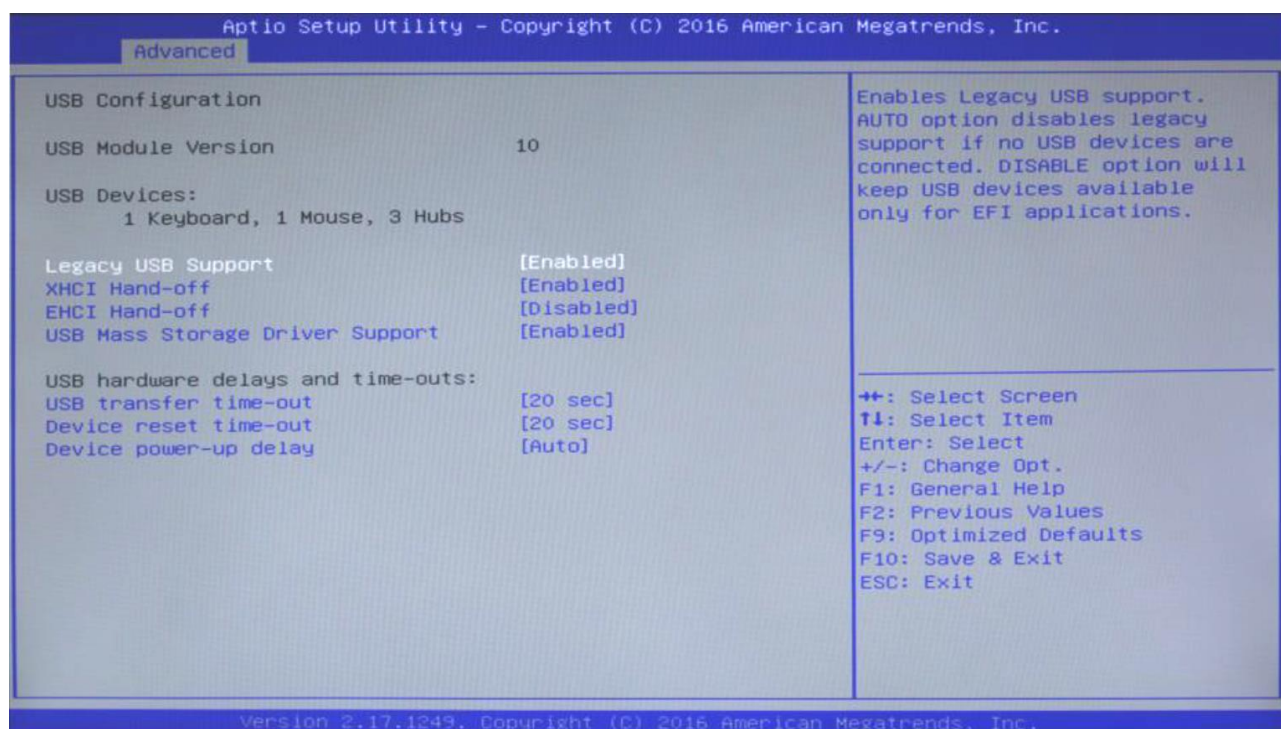 Aptio Setup Utility – Copyright (C) 2016 American Megatrends, Inc.
Advanced
USB Configuration
USB Module Version 10
USB Devices:
1 Keyboard, 1 Mouse, 3 Hubs
Legacy USB Support [Enabled]
XHCI Hand-off [Enabled]
EHCI Hand-off [Disabled]
USB Mass Storage Driver Support [Enabled]
USB hardware delays and time-outs:
USB transfer time-out [20 sec]
Device reset time-out [20 sec]
Device power-up delay [Auto]
Enables Legacy USB support.
AUTO option disables legacy
support if no USB devices are
connected. DISABLE option will
keep USB devices available
only for EFI applications.
→←: Select Screen
↑↓: Select Item
Enter: Select
+/-: Change Opt.
F1: General Help
F2: Previous Values
F9: Optimized Defaults
F10: Save & Exit
ESC: Exit
Version 2.17.1249. Copyright (C) 2016 American Megatrends, Inc.